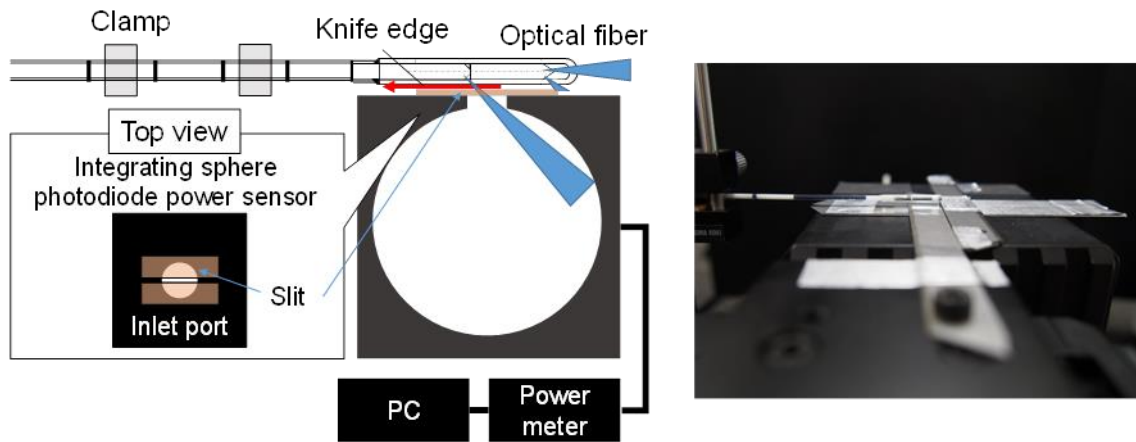 Clamp
Knife edge
Optical fiber
Top view
Integrating sphere
photodiode power sensor
Slit
Inlet port
PC
Power
meter